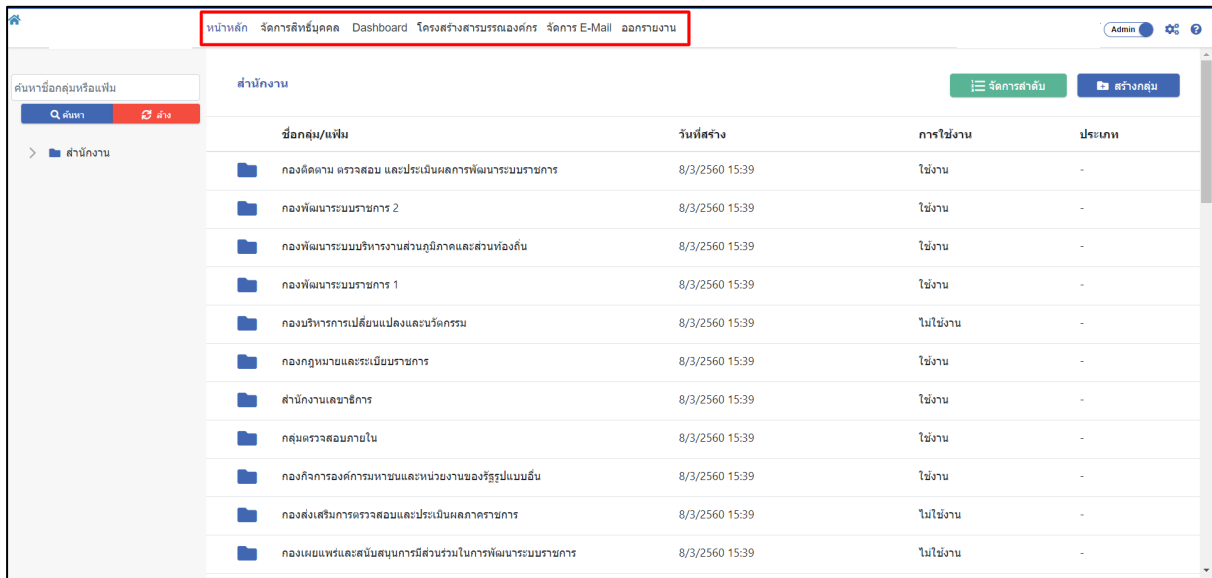 หน้าหลัก จัดการสิทธิ์บุคคล Dashboard โครงสร้างสารบรรณองค์กร จัดการ E-Mail ออกรายงาน Admin
ค้นหาชื่อกลุ่มหรือแฟ้ม
ค้นหา ล้าง
สำนักงาน
สำนักงาน จัดการลำดับ สร้างกลุ่ม
ชื่อกลุ่ม/แฟ้ม วันที่สร้าง การใช้งาน ประเภท
กองติดตาม ตรวจสอบ และประเมินผลการพัฒนาระบบราชการ 8/3/2560 15:39 ใช้งาน -
กองพัฒนาระบบราชการ 2 8/3/2560 15:39 ใช้งาน -
กองพัฒนาระบบบริหารงานส่วนภูมิภาคและส่วนท้องถิ่น 8/3/2560 15:39 ใช้งาน -
กองพัฒนาระบบราชการ 1 8/3/2560 15:39 ใช้งาน -
กองบริหารการเปลี่ยนแปลงและนวัตกรรม 8/3/2560 15:39 ไม่ใช้งาน -
กองกฎหมายและระเบียบราชการ 8/3/2560 15:39 ใช้งาน -
สำนักงานเลขาธิการ 8/3/2560 15:39 ใช้งาน -
กลุ่มตรวจสอบภายใน 8/3/2560 15:39 ใช้งาน -
กองกิจการองค์การมหาชนและหน่วยงานของรัฐรูปแบบอื่น 8/3/2560 15:39 ใช้งาน -
กองส่งเสริมการตรวจสอบและประเมินผลภาคราชการ 8/3/2560 15:39 ไม่ใช้งาน -
กองเผยแพร่และสนับสนุนการมีส่วนร่วมในการพัฒนาระบบราชการ 8/3/2560 15:39 ไม่ใช้งาน -